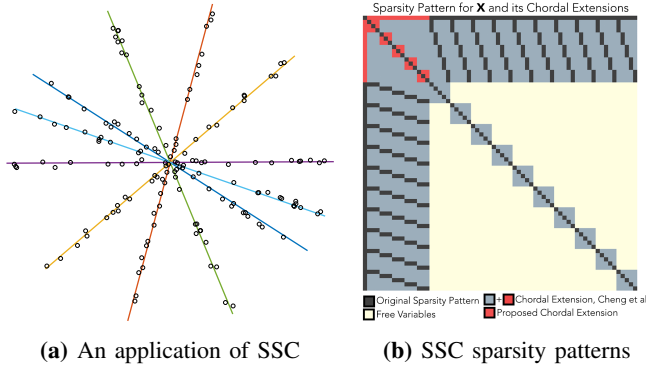 Sparsity Pattern for X and its Chordal Extensions
Original Sparsity Pattern
+ Chordal Extension, Cheng et al
Free Variables
Proposed Chordal Extension
(a) An application of SSC
(b) SSC sparsity patterns